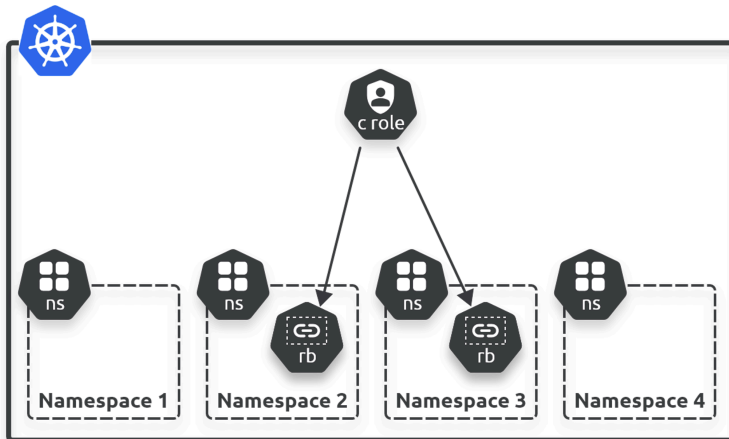 c role
ns
ns
ns
ns
rb
rb
Namespace 1
Namespace 2
Namespace 3
Namespace 4